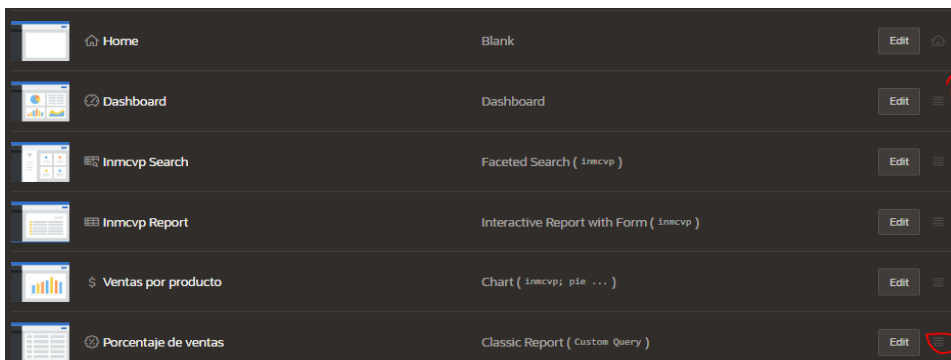 Home Blank Edit
Dashboard Dashboard Edit
Inmcvp Search Faceted Search ( inmcvp ) Edit
Inmcvp Report Interactive Report with Form ( inmcvp ) Edit
Ventas por producto Chart ( inmcvp; pie ... ) Edit
Porcentaje de ventas Classic Report ( Custom Query ) Edit